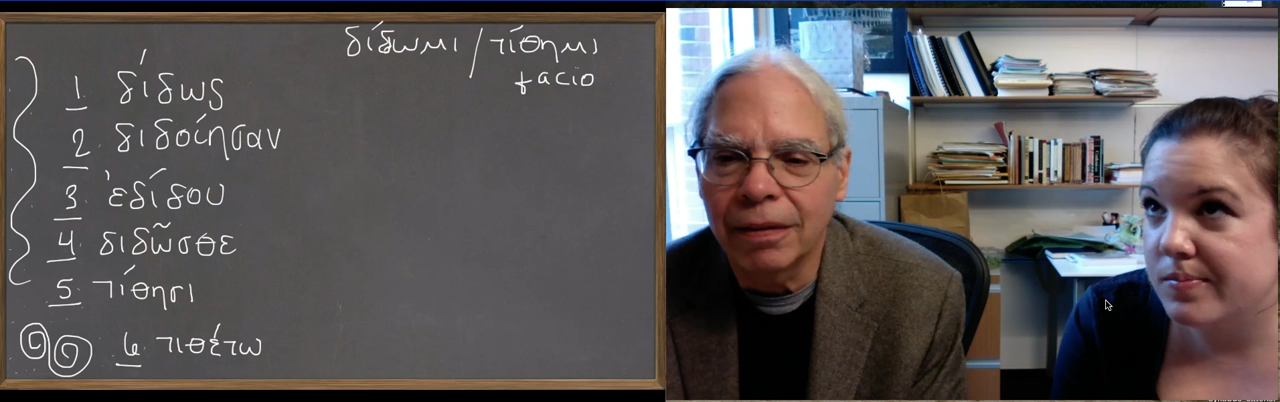 δίδωμι / τίθημι
facio
1 δίδως
2 διδοίησαν
3 ἐδίδου
4 διδῶσθε
5 τίθησι
6 τιθέτω